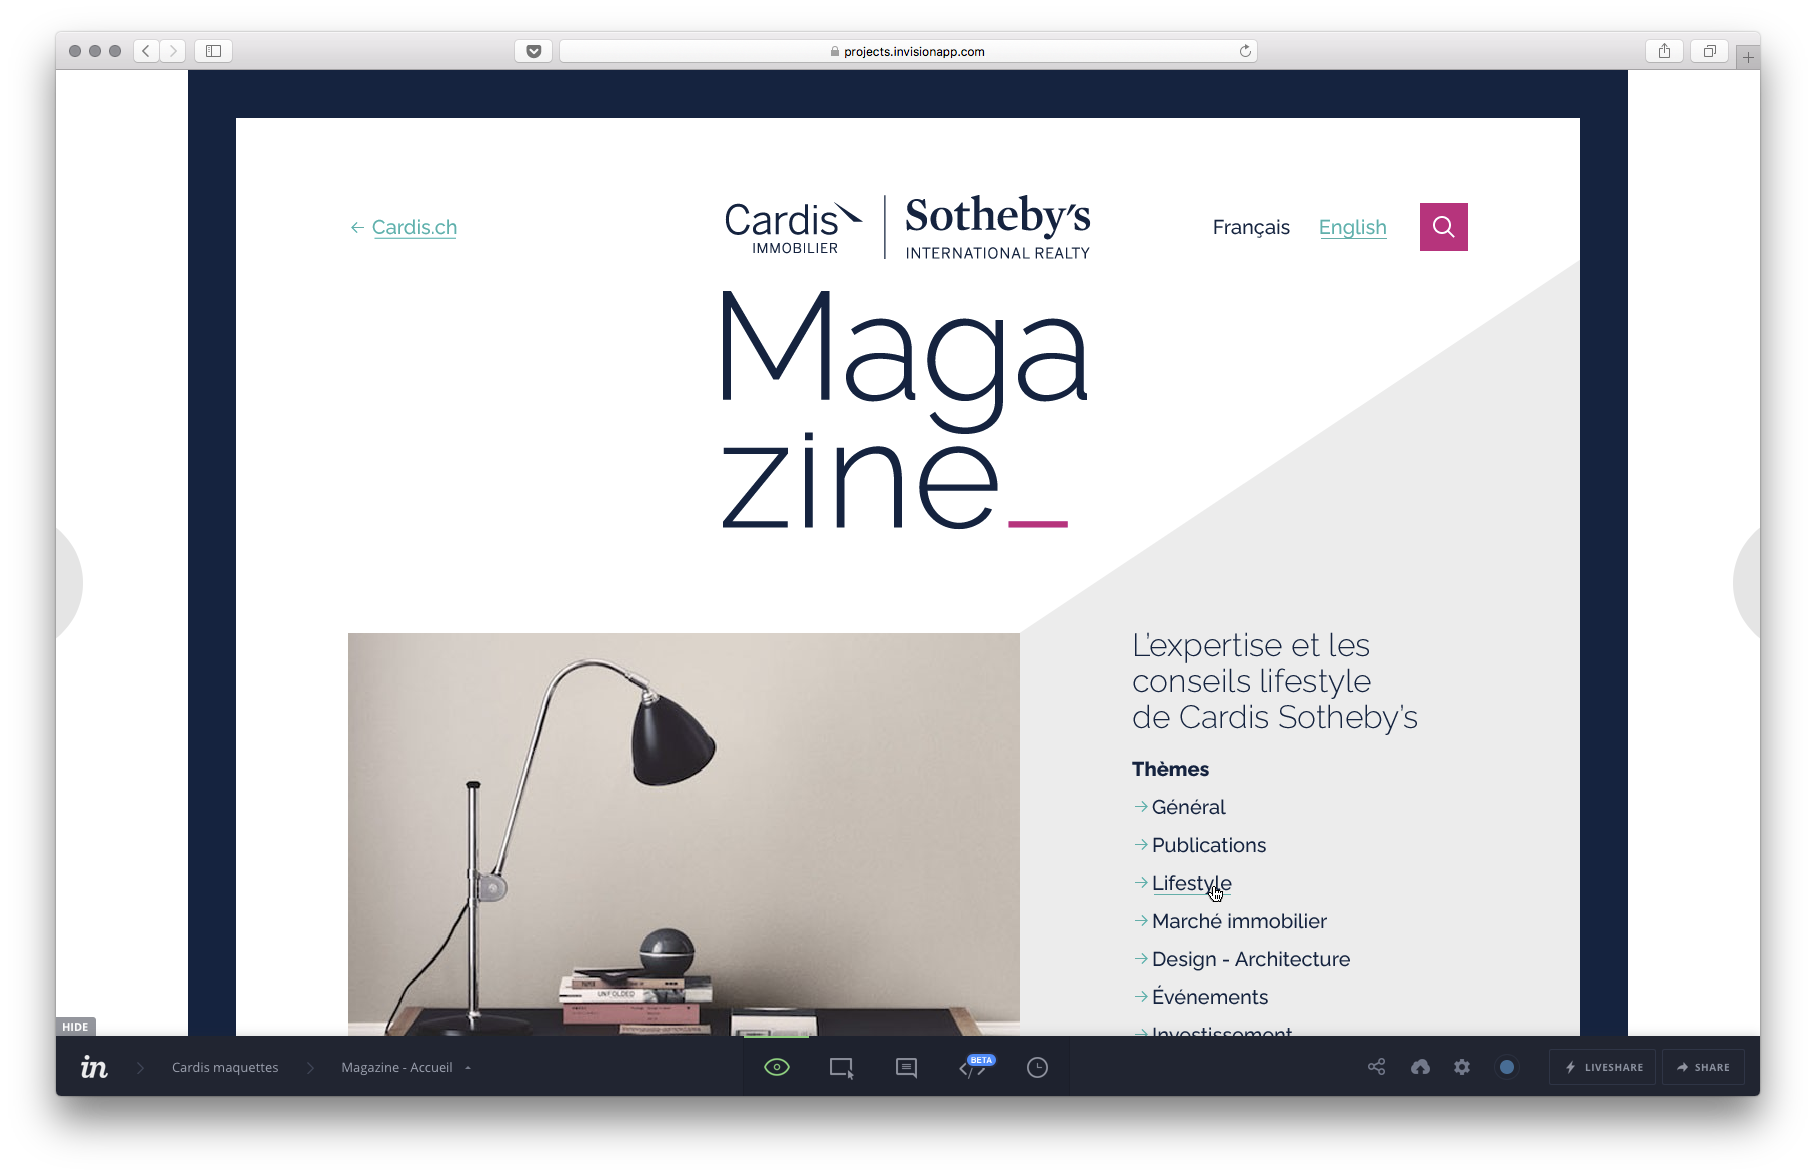 projects.invisionapp.com
← Cardis.ch
Cardis
IMMOBILIER
Sotheby's
INTERNATIONAL REALTY
Français
English
Maga
zine_
L'expertise et les
conseils lifestyle
de Cardis Sotheby's
Thèmes
→ Général
→ Publications
→ Lifestyle
→ Marché immobilier
→ Design - Architecture
→ Événements
→ Investissement
UNFOLDED
HIDE
in
Cardis maquettes
Magazine - Accueil
BETA
LIVESHARE
SHARE